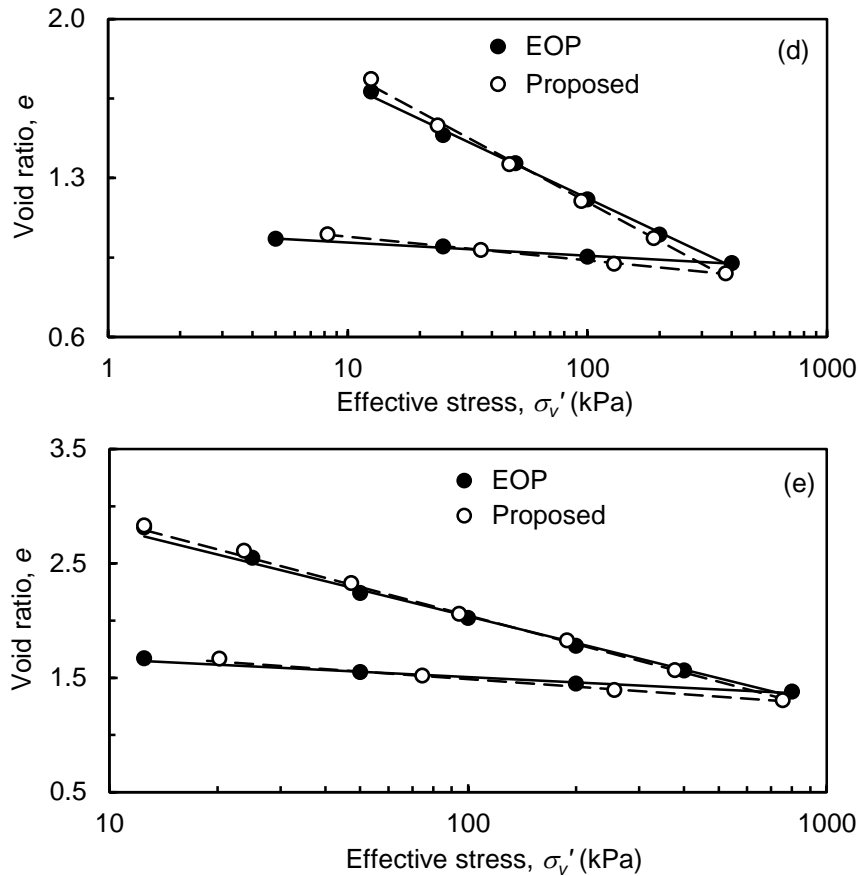 2.0
EOP
(d)
Proposed
Void ratio, e
1.3
0.6
1
10
100
1000
Effective stress, σv' (kPa)
3.5
EOP
(e)
Proposed
Void ratio, e
2.5
1.5
0.5
10
100
1000
Effective stress, σv' (kPa)